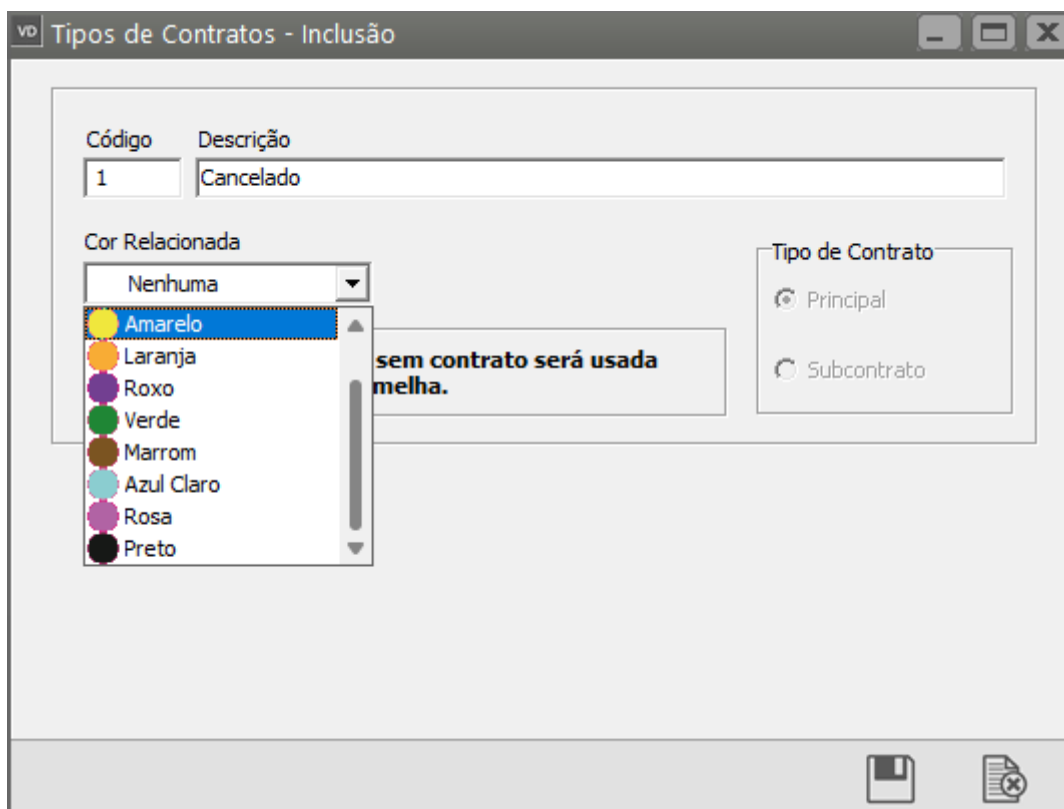 VD Tipos de Contratos - Inclusão
Código Descrição
1 Cancelado
Cor Relacionada
Nenhuma
Amarelo
Laranja
Roxo
Verde
Marrom
Azul Claro
Rosa
Preto
sem contrato será usada
melha.
Tipo de Contrato
Principal
Subcontrato